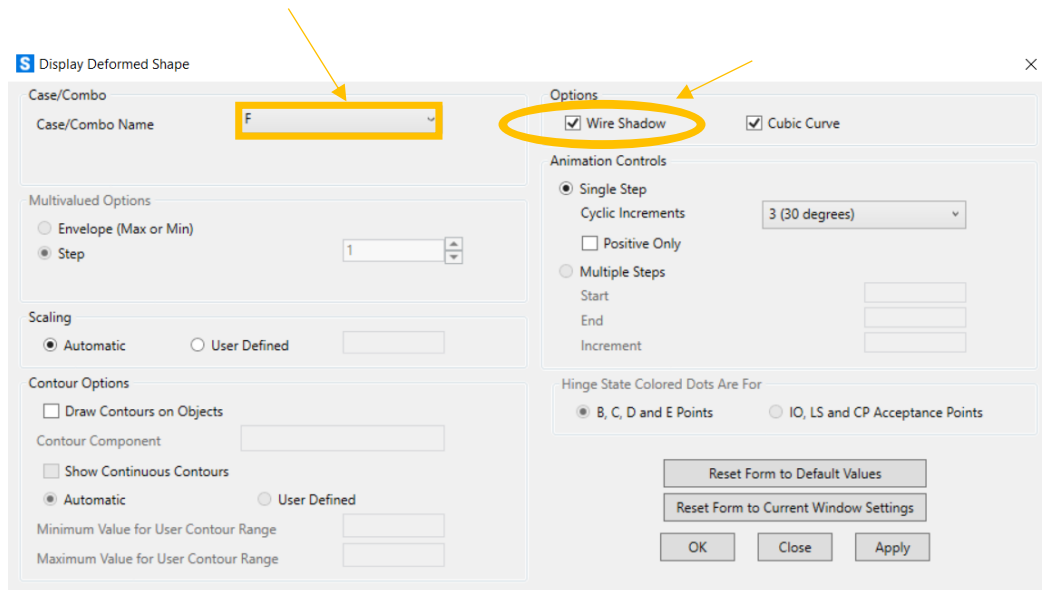 S Display Deformed Shape
Case/Combo
Case/Combo Name F
Multivalued Options
Envelope (Max or Min)
Step 1
Scaling
Automatic User Defined
Contour Options
Draw Contours on Objects
Contour Component
Show Continuous Contours
Automatic User Defined
Minimum Value for User Contour Range
Maximum Value for User Contour Range
Options
Wire Shadow Cubic Curve
Animation Controls
Single Step
Cyclic Increments 3 (30 degrees)
Positive Only
Multiple Steps
Start
End
Increment
Hinge State Colored Dots Are For
B, C, D and E Points IO, LS and CP Acceptance Points
Reset Form to Default Values
Reset Form to Current Window Settings
OK Close Apply